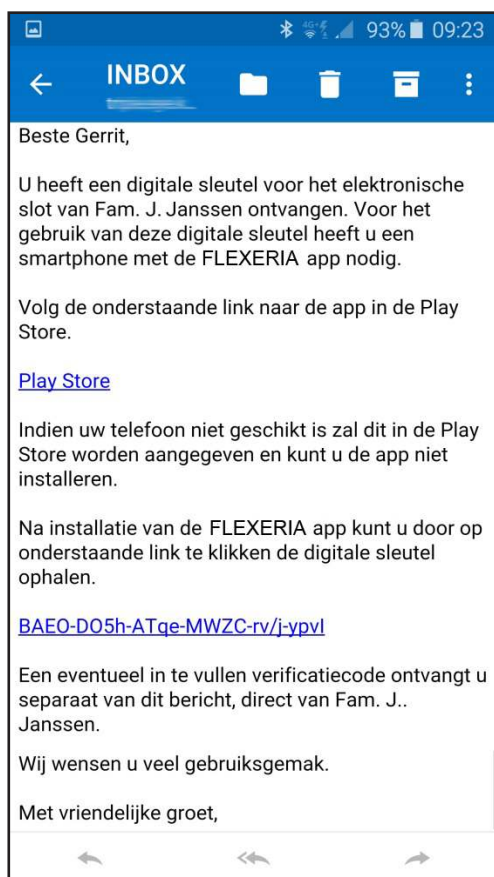 93% 09:23
INBOX
Beste Gerrit,
U heeft een digitale sleutel voor het elektronische
slot van Fam. J. Janssen ontvangen. Voor het
gebruik van deze digitale sleutel heeft u een
smartphone met de FLEXERIA app nodig.
Volg de onderstaande link naar de app in de Play
Store.
Play Store
Indien uw telefoon niet geschikt is zal dit in de Play
Store worden aangegeven en kunt u de app niet
installeren.
Na installatie van de FLEXERIA app kunt u door op
onderstaande link te klikken de digitale sleutel
ophalen.
BAEO-DO5h-ATqe-MWZC-rv/j-ypvI
Een eventueel in te vullen verificatiecode ontvangt u
separaat van dit bericht, direct van Fam. J..
Janssen.
Wij wensen u veel gebruiksgemak.
Met vriendelijke groet,